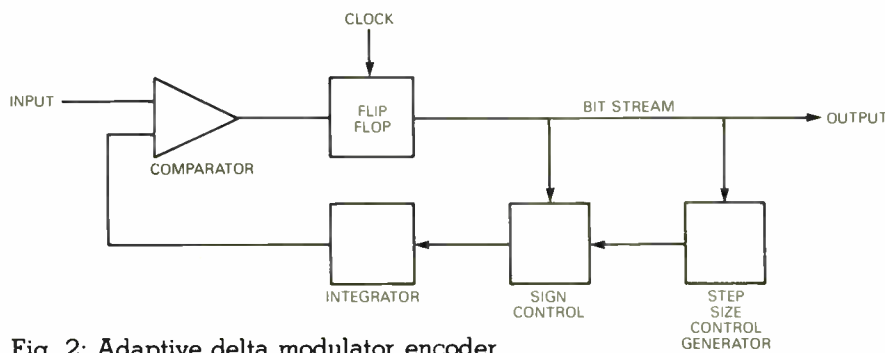 CLOCK
INPUT
FLIP
FLOP
BIT STREAM
OUTPUT
COMPARATOR
INTEGRATOR
SIGN
CONTROL
STEP
SIZE
CONTROL
GENERATOR
Fig. 2: Adaptive delta modulator encoder